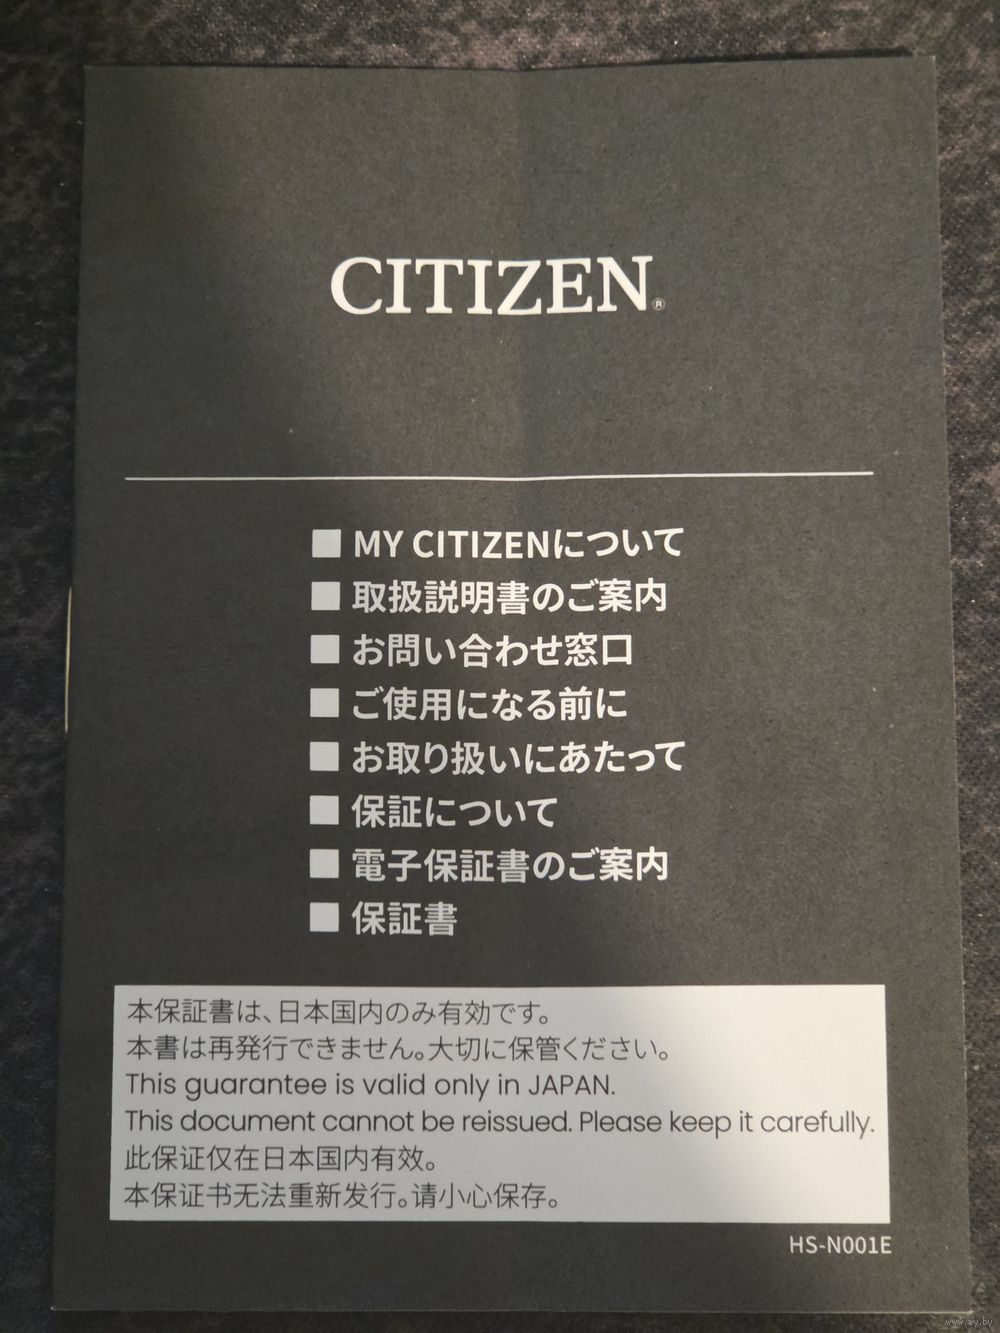 CITIZEN®
■ MY CITIZENについて
■ 取扱説明書のご案内
■ お問い合わせ窓口
■ ご使用になる前に
■ お取り扱いにあたって
■ 保証について
■ 電子保証書のご案内
■ 保証書
本保証書は、日本国内のみ有効です。
本書は再発行できません。大切に保管ください。
This guarantee is valid only in JAPAN.
This document cannot be reissued. Please keep it carefully.
此保证仅在日本国内有效。
本保证书无法重新发行。请小心保存。
HS-N001E
www.ay.by